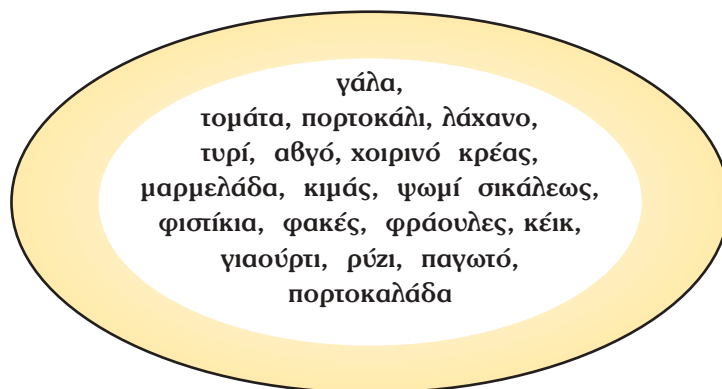 γάλα,
τομάτα, πορτοκάλι, λάχανο,
τυρί, αβγό, χοιρινό κρέας,
μαρμελάδα, κιμάς, ψωμί σικάλεως,
φιστίκια, φακές, φράουλες, κέικ,
γιαούρτι, ρύζι, παγωτό,
πορτοκαλάδα